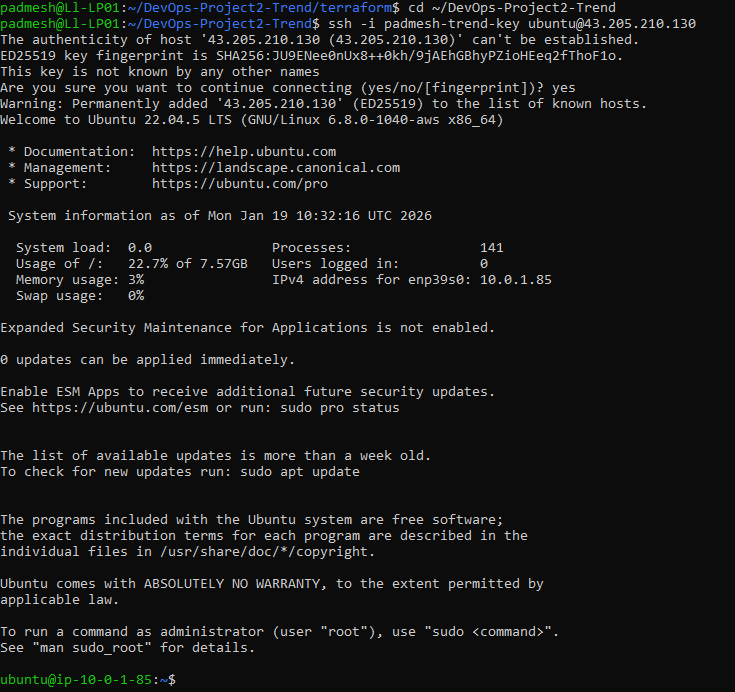 padmesh@Ll-LP01:~/DevOps-Project2-Trend/terraform$ cd ~/DevOps-Project2-Trend
padmesh@Ll-LP01:~/DevOps-Project2-Trend$ ssh -i padmesh-trend-key ubuntu@43.205.210.130
The authenticity of host '43.205.210.130 (43.205.210.130)' can't be established.
ED25519 key fingerprint is SHA256:JU9ENee0nUx8++0kh/9jAEhGBhyPZioHEeq2fThoF1o.
This key is not known by any other names
Are you sure you want to continue connecting (yes/no/[fingerprint])? yes
Warning: Permanently added '43.205.210.130' (ED25519) to the list of known hosts.
Welcome to Ubuntu 22.04.5 LTS (GNU/Linux 6.8.0-1040-aws x86_64)

 * Documentation:  https://help.ubuntu.com
 * Management:     https://landscape.canonical.com
 * Support:        https://ubuntu.com/pro

 System information as of Mon Jan 19 10:32:16 UTC 2026

  System load:  0.0               Processes:                141
  Usage of /:   22.7% of 7.57GB   Users logged in:          0
  Memory usage: 3%                IPv4 address for enp39s0: 10.0.1.85
  Swap usage:   0%

Expanded Security Maintenance for Applications is not enabled.

0 updates can be applied immediately.

Enable ESM Apps to receive additional future security updates.
See https://ubuntu.com/esm or run: sudo pro status

The list of available updates is more than a week old.
To check for new updates run: sudo apt update

The programs included with the Ubuntu system are free software;
the exact distribution terms for each program are described in the
individual files in /usr/share/doc/*/copyright.

Ubuntu comes with ABSOLUTELY NO WARRANTY, to the extent permitted by
applicable law.

To run a command as administrator (user "root"), use "sudo <command>".
See "man sudo_root" for details.

ubuntu@ip-10-0-1-85:~$